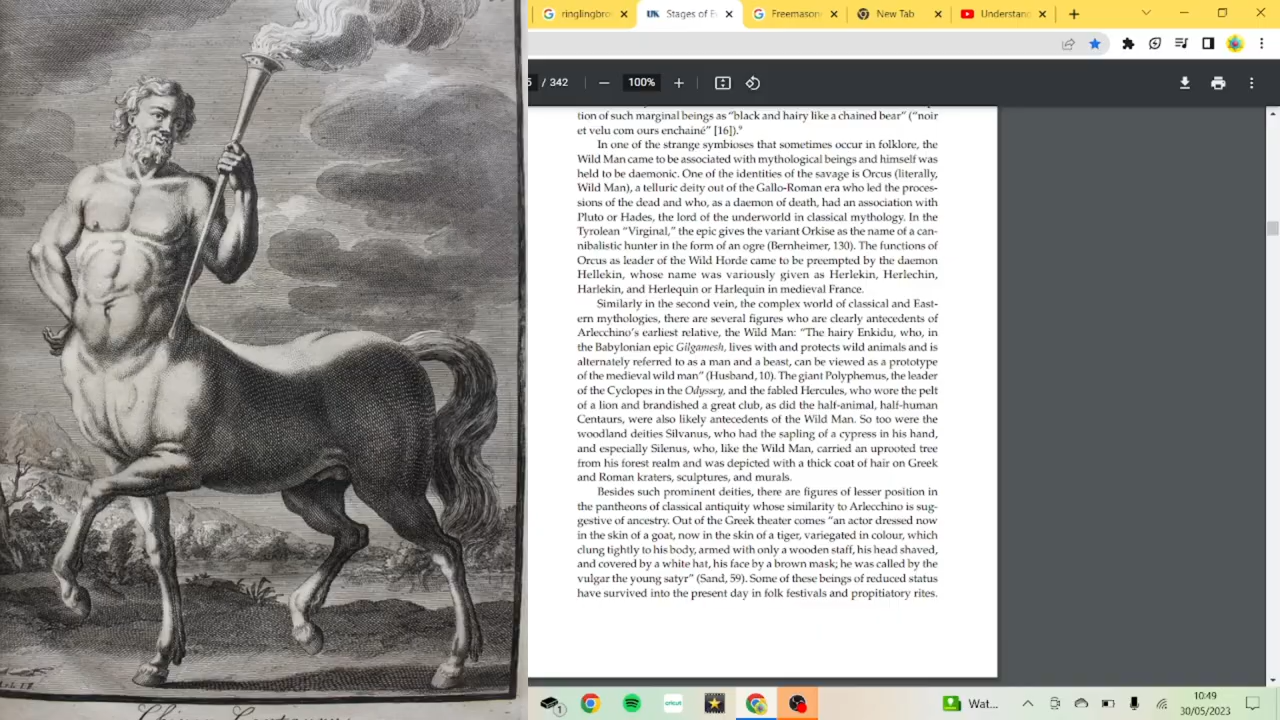 ringlingbro
Stages of E
Freemason
New Tab
Understan
/ 342
100%
tion of such marginal beings as “black and hairy like a chained bear” (“noir
et velu com ours enchainé” [16]).⁹
In one of the strange symbioses that sometimes occur in folklore, the
Wild Man came to be associated with mythological beings and himself was
held to be daemonic. One of the identities of the savage is Orcus (literally,
Wild Man), a telluric deity out of the Gallo-Roman era who led the proces-
sions of the dead and who, as a daemon of death, had an association with
Pluto or Hades, the lord of the underworld in classical mythology. In the
Tyrolean “Virginal,” the epic gives the variant Orkise as the name of a can-
nibalistic hunter in the form of an ogre (Bernheimer, 130). The functions of
Orcus as leader of the Wild Horde came to be preempted by the daemon
Hellekin, whose name was variously given as Herlekin, Herlechin,
Harlekin, and Herlequin or Harlequin in medieval France.
Similarly in the second vein, the complex world of classical and East-
ern mythologies, there are several figures who are clearly antecedents of
Arlecchino’s earliest relative, the Wild Man: “The hairy Enkidu, who, in
the Babylonian epic Gilgamesh, lives with and protects wild animals and is
alternately referred to as a man and a beast, can be viewed as a prototype
of the medieval wild man” (Husband, 10). The giant Polyphemus, the leader
of the Cyclopes in the Odyssey, and the fabled Hercules, who wore the pelt
of a lion and brandished a great club, as did the half-animal, half-human
Centaurs, were also likely antecedents of the Wild Man. So too were the
woodland deities Silvanus, who had the sapling of a cypress in his hand,
and especially Silenus, who, like the Wild Man, carried an uprooted tree
from his forest realm and was depicted with a thick coat of hair on Greek
and Roman kraters, sculptures, and murals.
Besides such prominent deities, there are figures of lesser position in
the pantheons of classical antiquity whose similarity to Arlecchino is sug-
gestive of ancestry. Out of the Greek theater comes “an actor dressed now
in the skin of a goat, now in the skin of a tiger, variegated in colour, which
clung tightly to his body, armed with only a wooden staff, his head shaved,
and covered by a white hat, his face by a brown mask; he was called by the
vulgar the young satyr” (Sand, 59). Some of these beings of reduced status
have survived into the present day in folk festivals and propitiatory rites.
cricut
Wat...
10:49
30/05/2023